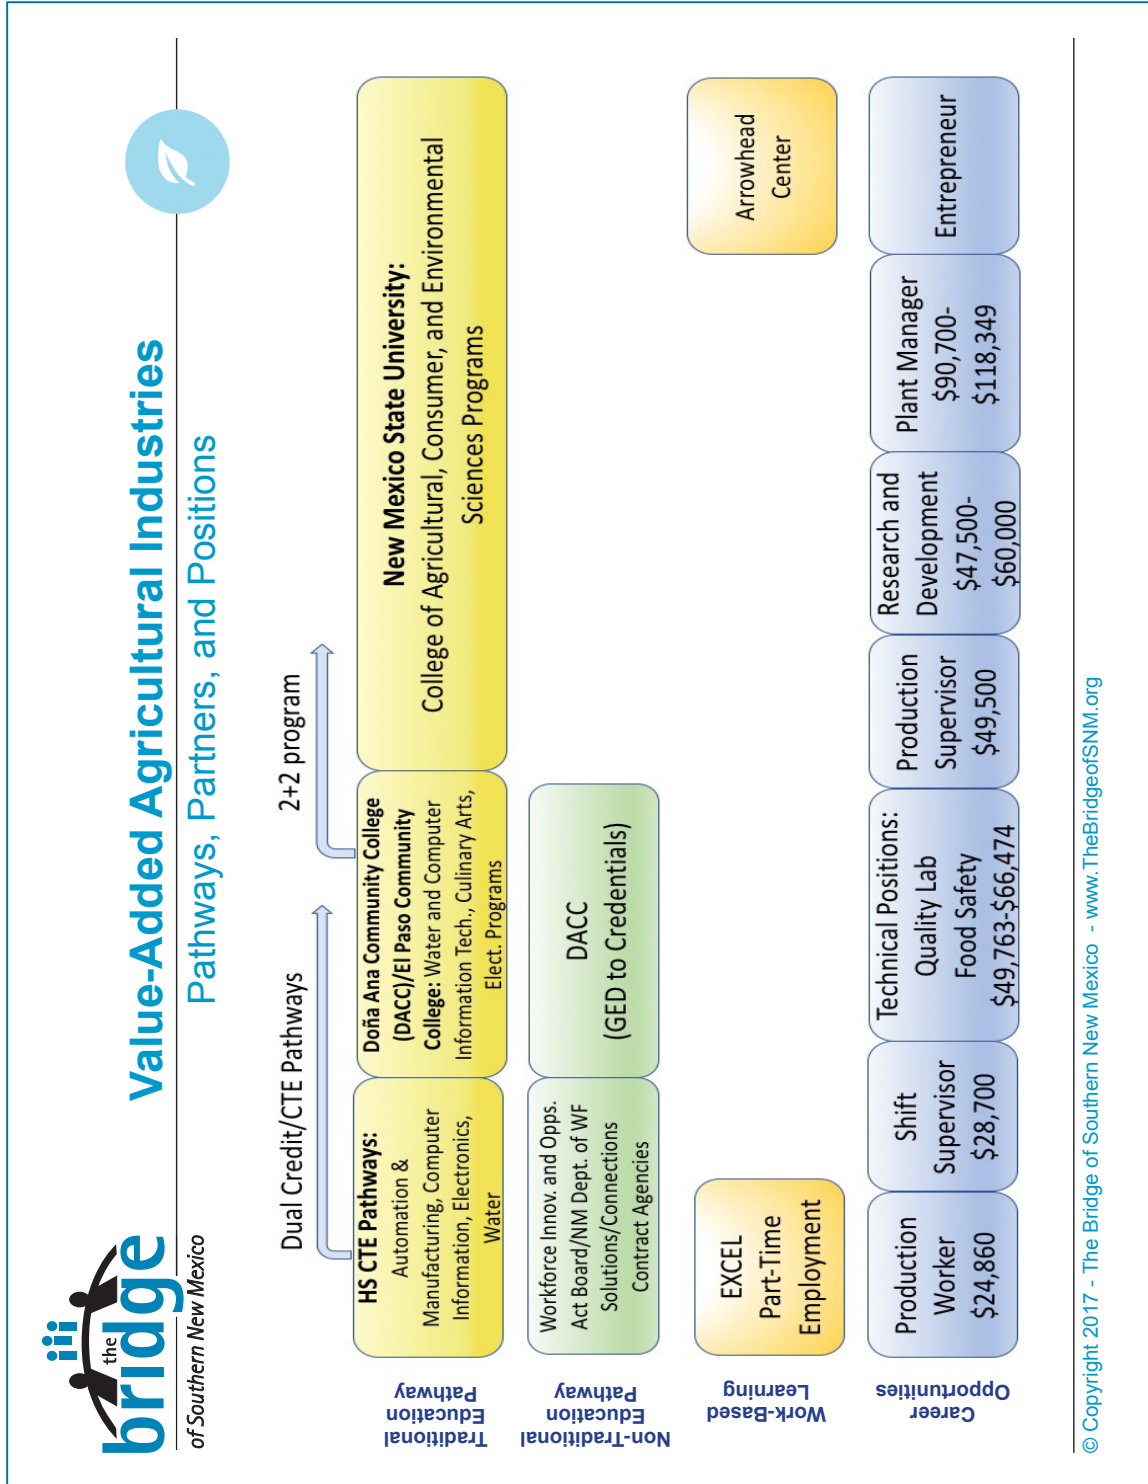 the
bridge
of Southern New Mexico
Value-Added Agricultural Industries
Pathways, Partners, and Positions
Dual Credit/CTE Pathways
2+2 program
Traditional
Education
Pathway
HS CTE Pathways:
Automation &
Manufacturing, Computer
Information, Electronics,
Water
Doña Ana Community College
(DACC)/El Paso Community
College: Water and Computer
Information Tech., Culinary Arts,
Elect. Programs
New Mexico State University:
College of Agricultural, Consumer, and Environmental
Sciences Programs
Non-Traditional
Education
Pathway
Workforce Innov. and Opps.
Act Board/NM Dept. of WF
Solutions/Connections
Contract Agencies
DACC
(GED to Credentials)
Work-Based
Learning
EXCEL
Part-Time
Employment
Arrowhead
Center
Career
Opportunities
Production
Worker
$24,860
Shift
Supervisor
$28,700
Technical Positions:
Quality Lab
Food Safety
$49,763-$66,474
Production
Supervisor
$49,500
Research and
Development
$47,500-
$60,000
Plant Manager
$90,700-
$118,349
Entrepreneur
© Copyright 2017 - The Bridge of Southern New Mexico - www.TheBridgeofSNM.org